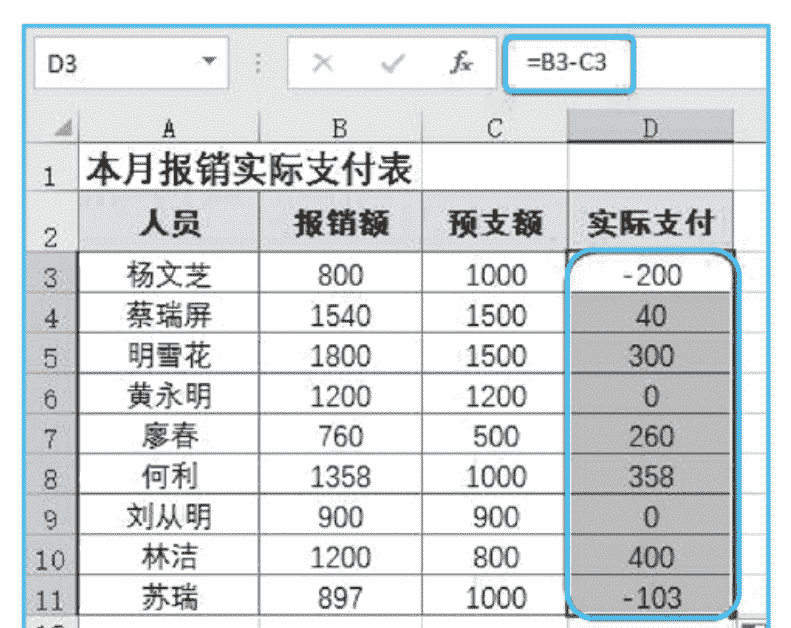 D3 fx =B3-C3
A B C D
1 本月报销实际支付表
2 人员 报销额 预支额 实际支付
3 杨文芝 800 1000 -200
4 蔡瑞屏 1540 1500 40
5 明雪花 1800 1500 300
6 黄永明 1200 1200 0
7 廖春 760 500 260
8 何利 1358 1000 358
9 刘从明 900 900 0
10 林洁 1200 800 400
11 苏瑞 897 1000 -103